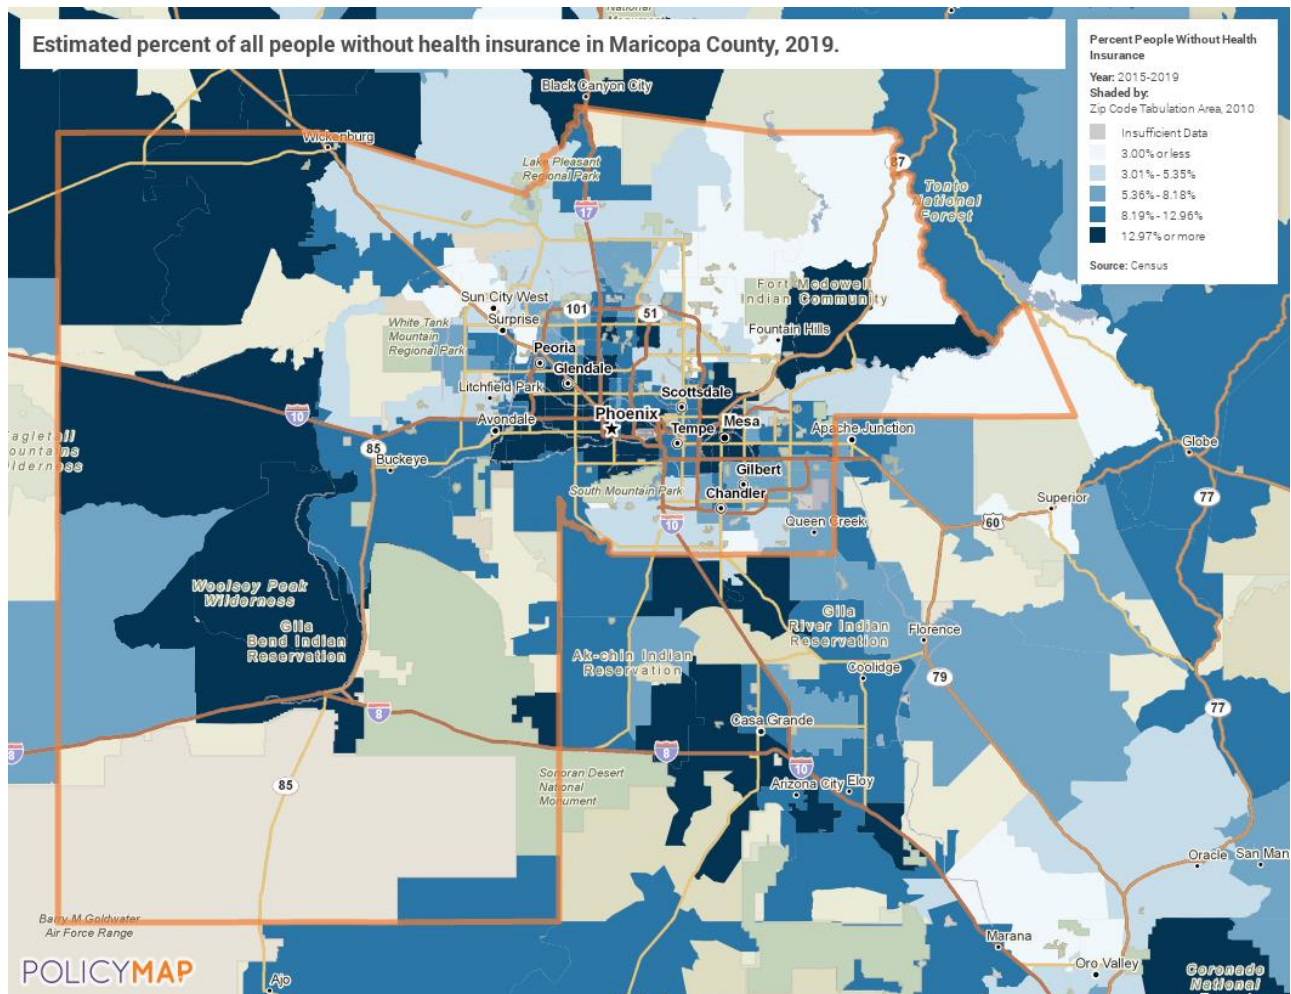 National
Estimated percent of all people without health insurance in Maricopa County, 2019.
Percent People Without Health
Insurance
Year: 2015-2019
Shaded by:
Zip Code Tabulation Area, 2010
Insufficient Data
3.00% or less
3.01% - 5.35%
5.36% - 8.18%
8.19% - 12.96%
12.97% or more
Source: Census
Black Canyon City
Wickenburg
Lake Pleasant
Regional Park
87
Tonto
National
Forest
17
Fort Mcdowell
Indian Community
Sun City West
101
51
Surprise
White Tank
Mountain
Regional Park
Fountain Hills
Peoria
Glendale
Litchfield Park
Scottsdale
10
Phoenix
Avondale
Tempe
Mesa
Apache Junction
Globe
85
Buckeye
Gilbert
South Mountain Park
Chandler
Superior
77
10
Queen Creek
60
Woolsey Peak
Wilderness
Gila
Bend Indian
Reservation
Gila
River Indian
Reservation
Florence
Ak-chin Indian
Reservation
Coolidge
79
77
8
Casa Grande
8
8
10
85
Sonoran Desert
National
Monument
Arizona City
Eloy
Oracle
San Man
Barry M Goldwater
Air Force Range
Marana
Oro Valley
POLICYMAP
Ajo
Coronado
National